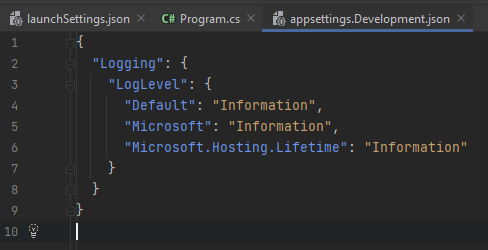 launchSettings.json C# Program.cs appsettings.Development.json
1 {
2 "Logging": {
3 "LogLevel": {
4 "Default": "Information",
5 "Microsoft": "Information",
6 "Microsoft.Hosting.Lifetime": "Information"
7 }
8 }
9 }
10